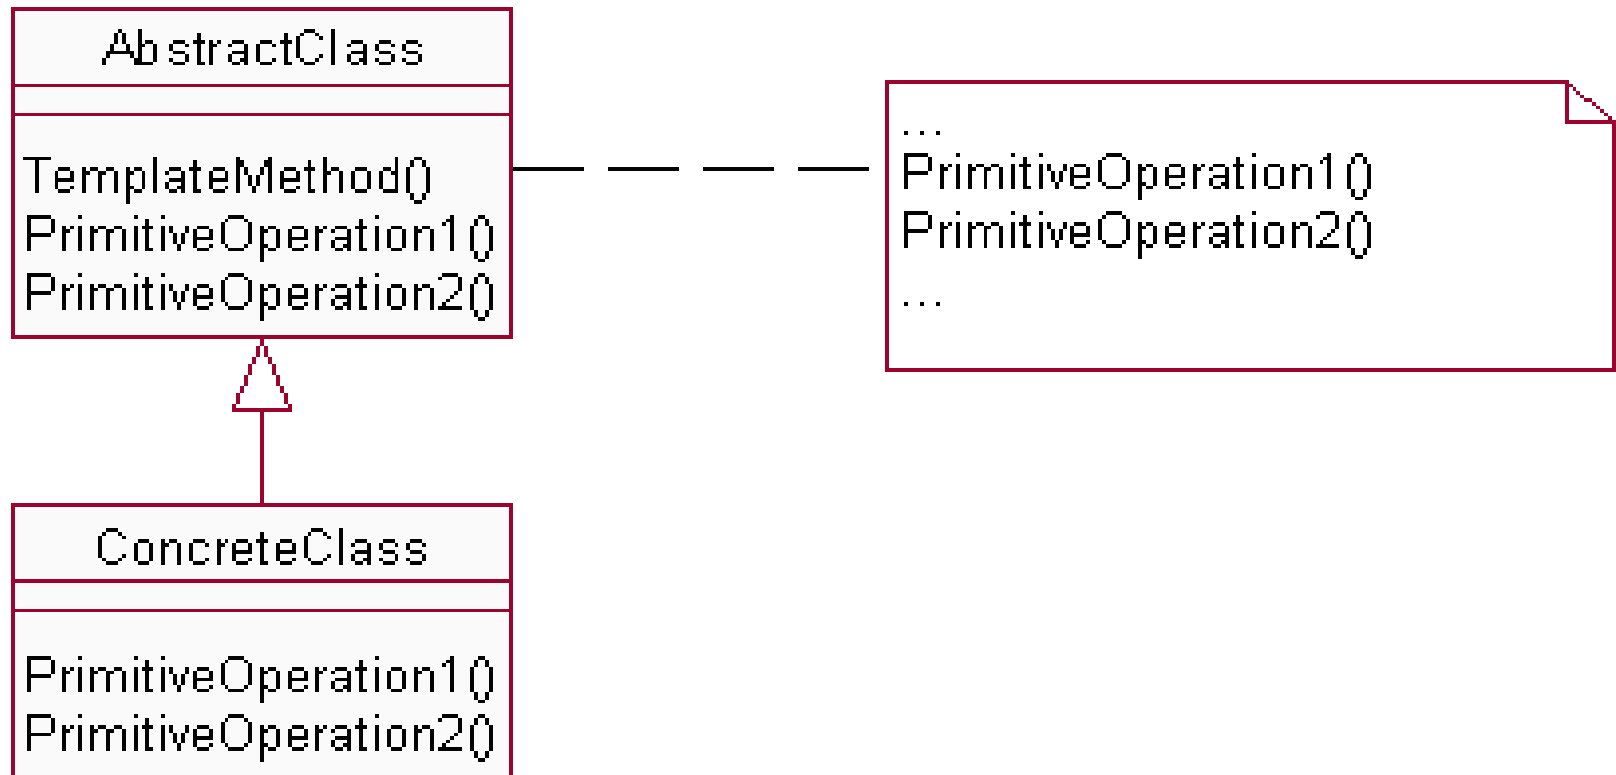 AbstractClass
TemplateMethod()
PrimitiveOperation1()
PrimitiveOperation2()
...
PrimitiveOperation1()
PrimitiveOperation2()
...
ConcreteClass
PrimitiveOperation1()
PrimitiveOperation2()